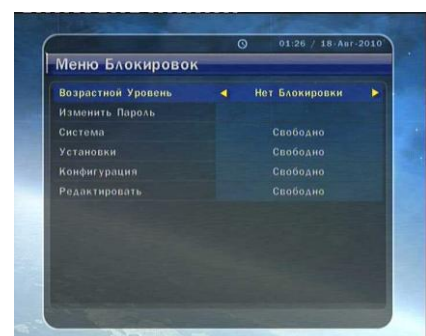 01:26 / 18-Авг-2010
Меню Блокировок
Возрастной Уровень Нет Блокировки
Изменить Пароль
Система Свободно
Установки Свободно
Конфигурация Свободно
Редактировать Свободно